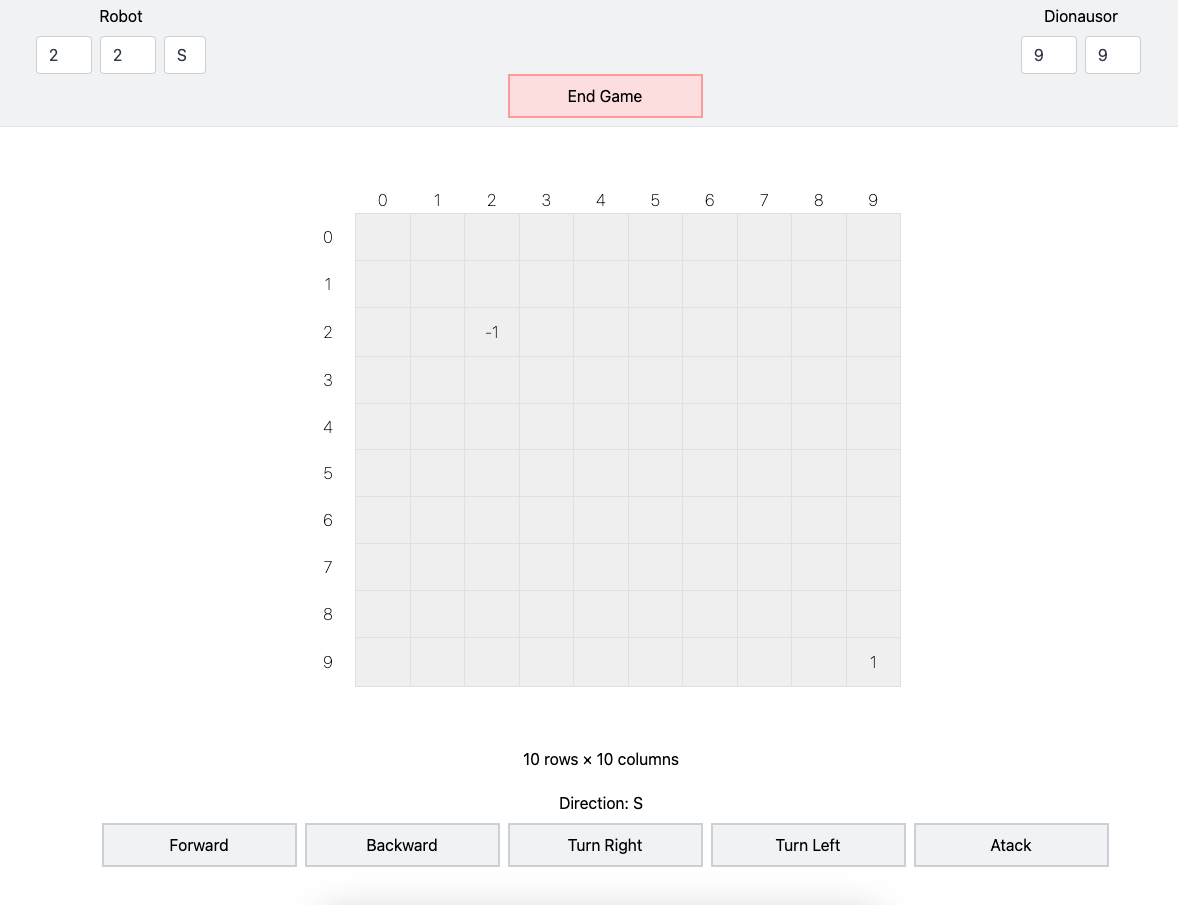 Robot
Dionausor
2 2 S
9 9
End Game
0 1 2 3 4 5 6 7 8 9
0
1
2 -1
3
4
5
6
7
8
9 1
10 rows × 10 columns
Direction: S
Forward Backward Turn Right Turn Left Atack